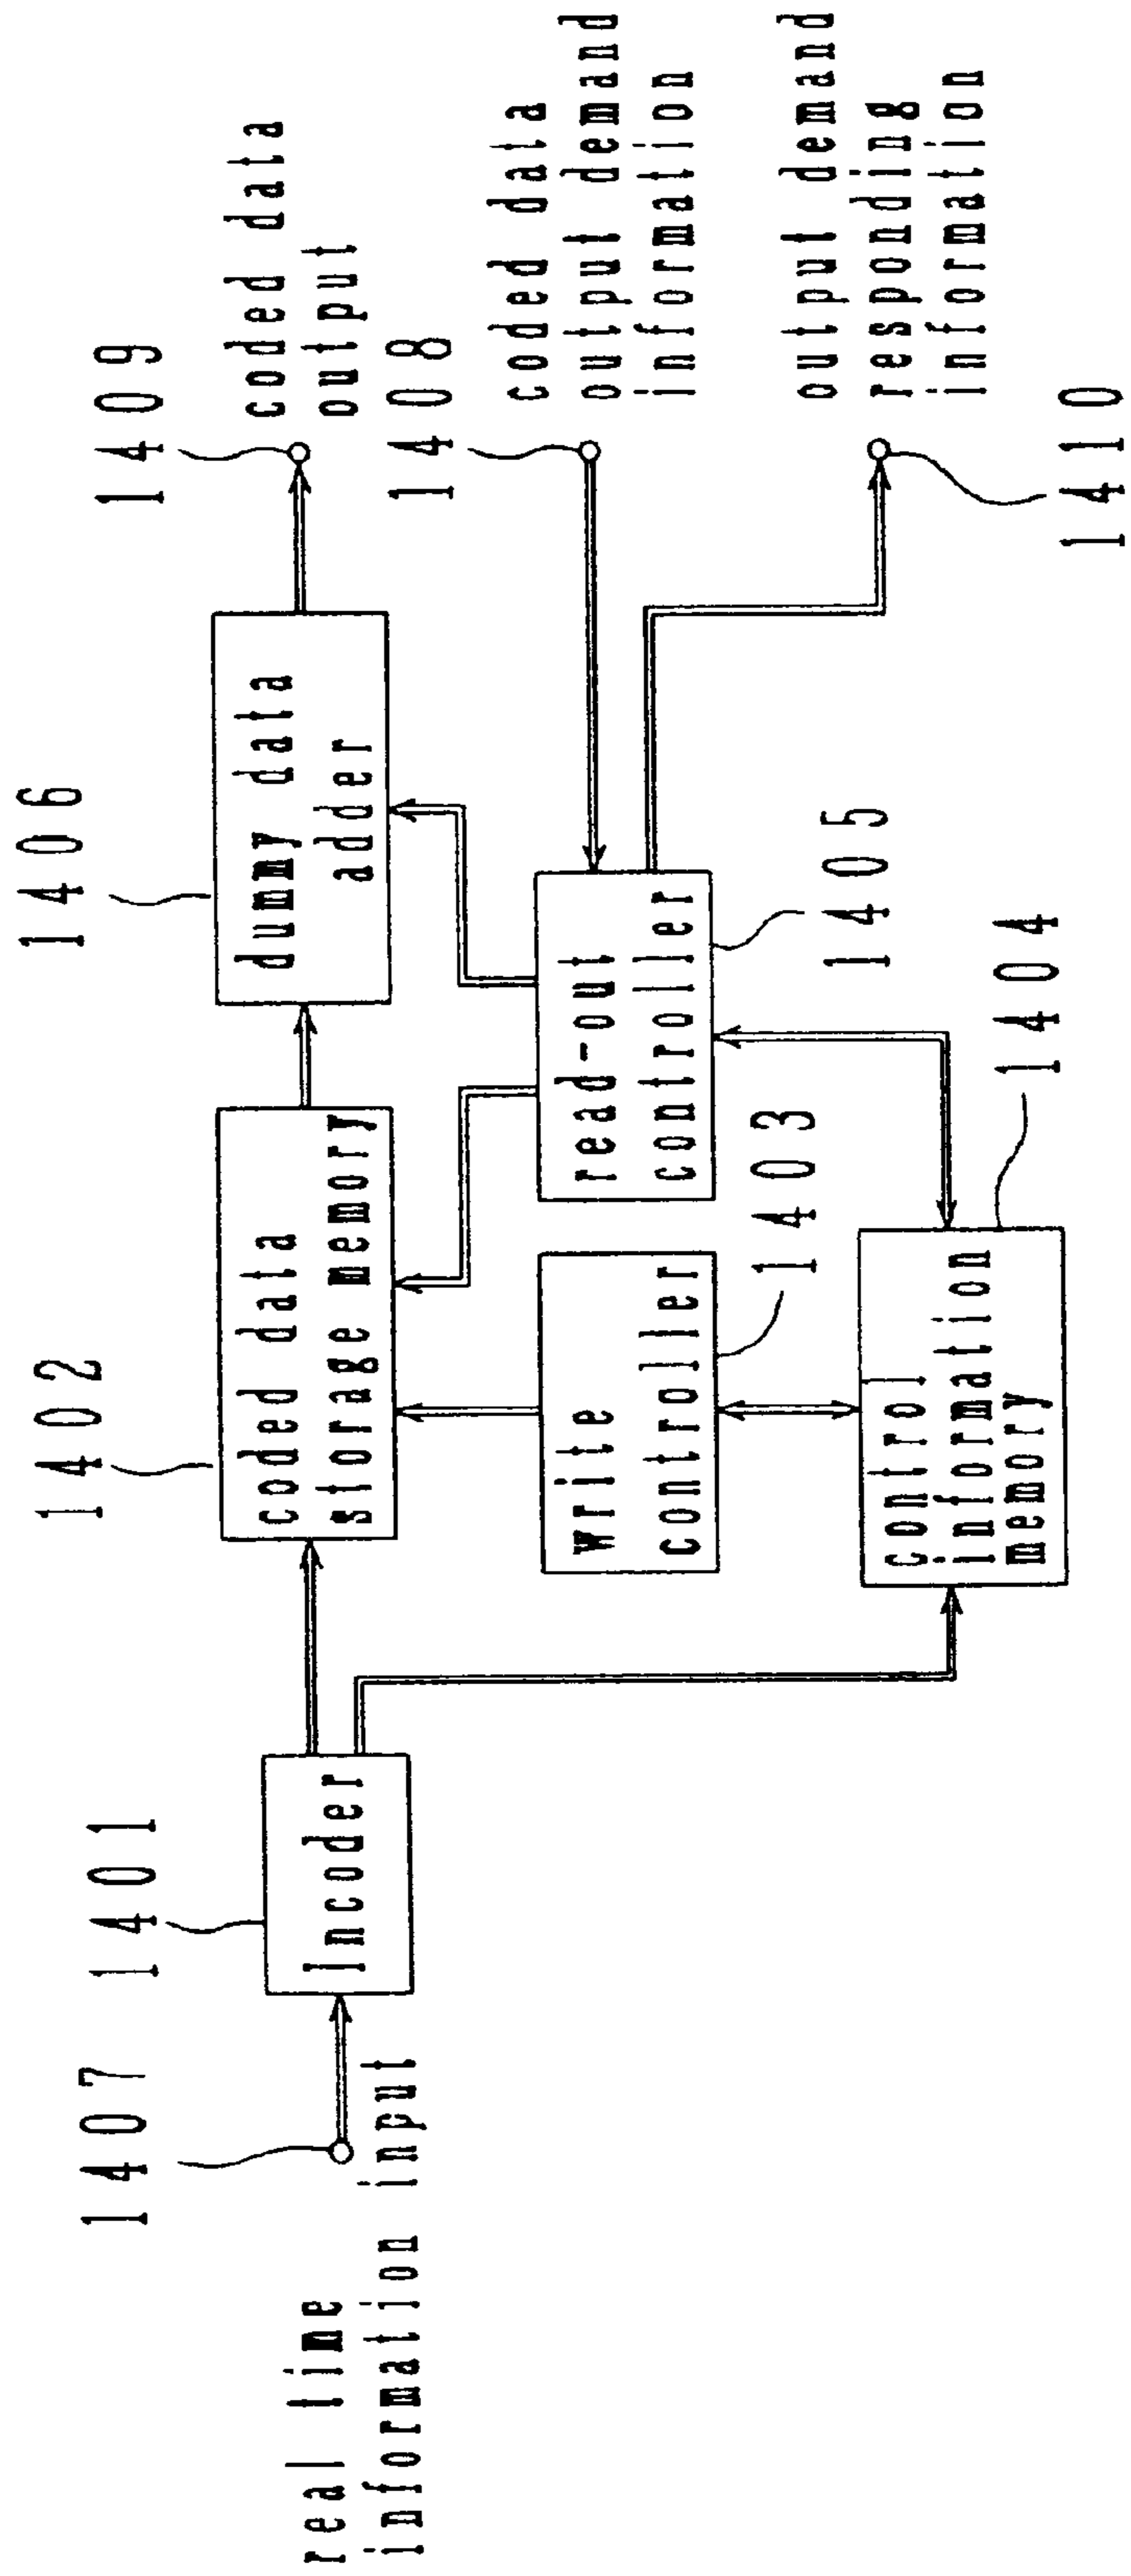 1406
1409
coded data
output
1402
dummy data
adder
1401
coded data
storage memory
1408
coded data
output demand
information
1407
Incoder
real time
information input
write
controller
read-out
controller
output demand
responding
information
1403
1405
control
information
memory
1404
1410